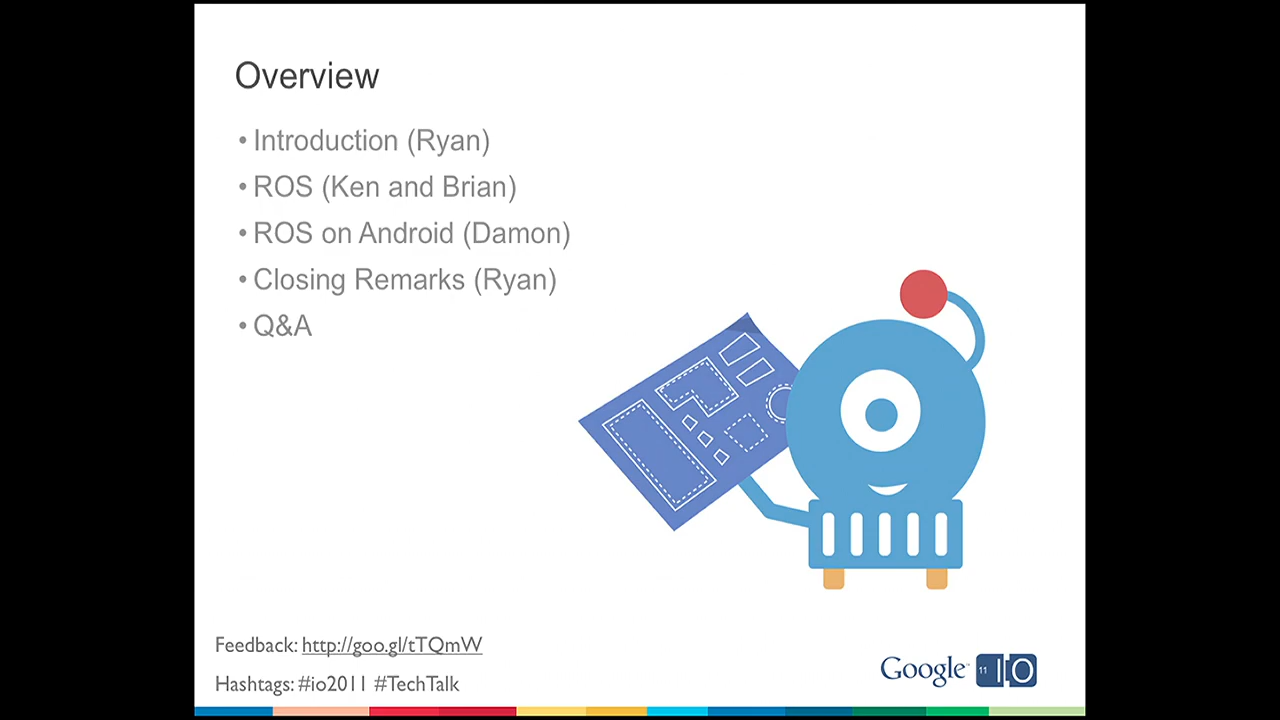 Overview
• Introduction (Ryan)
• ROS (Ken and Brian)
• ROS on Android (Damon)
• Closing Remarks (Ryan)
• Q&A
Feedback: http://goo.gl/tTQmW
Hashtags: #io2011 #TechTalk
Google 11 IO